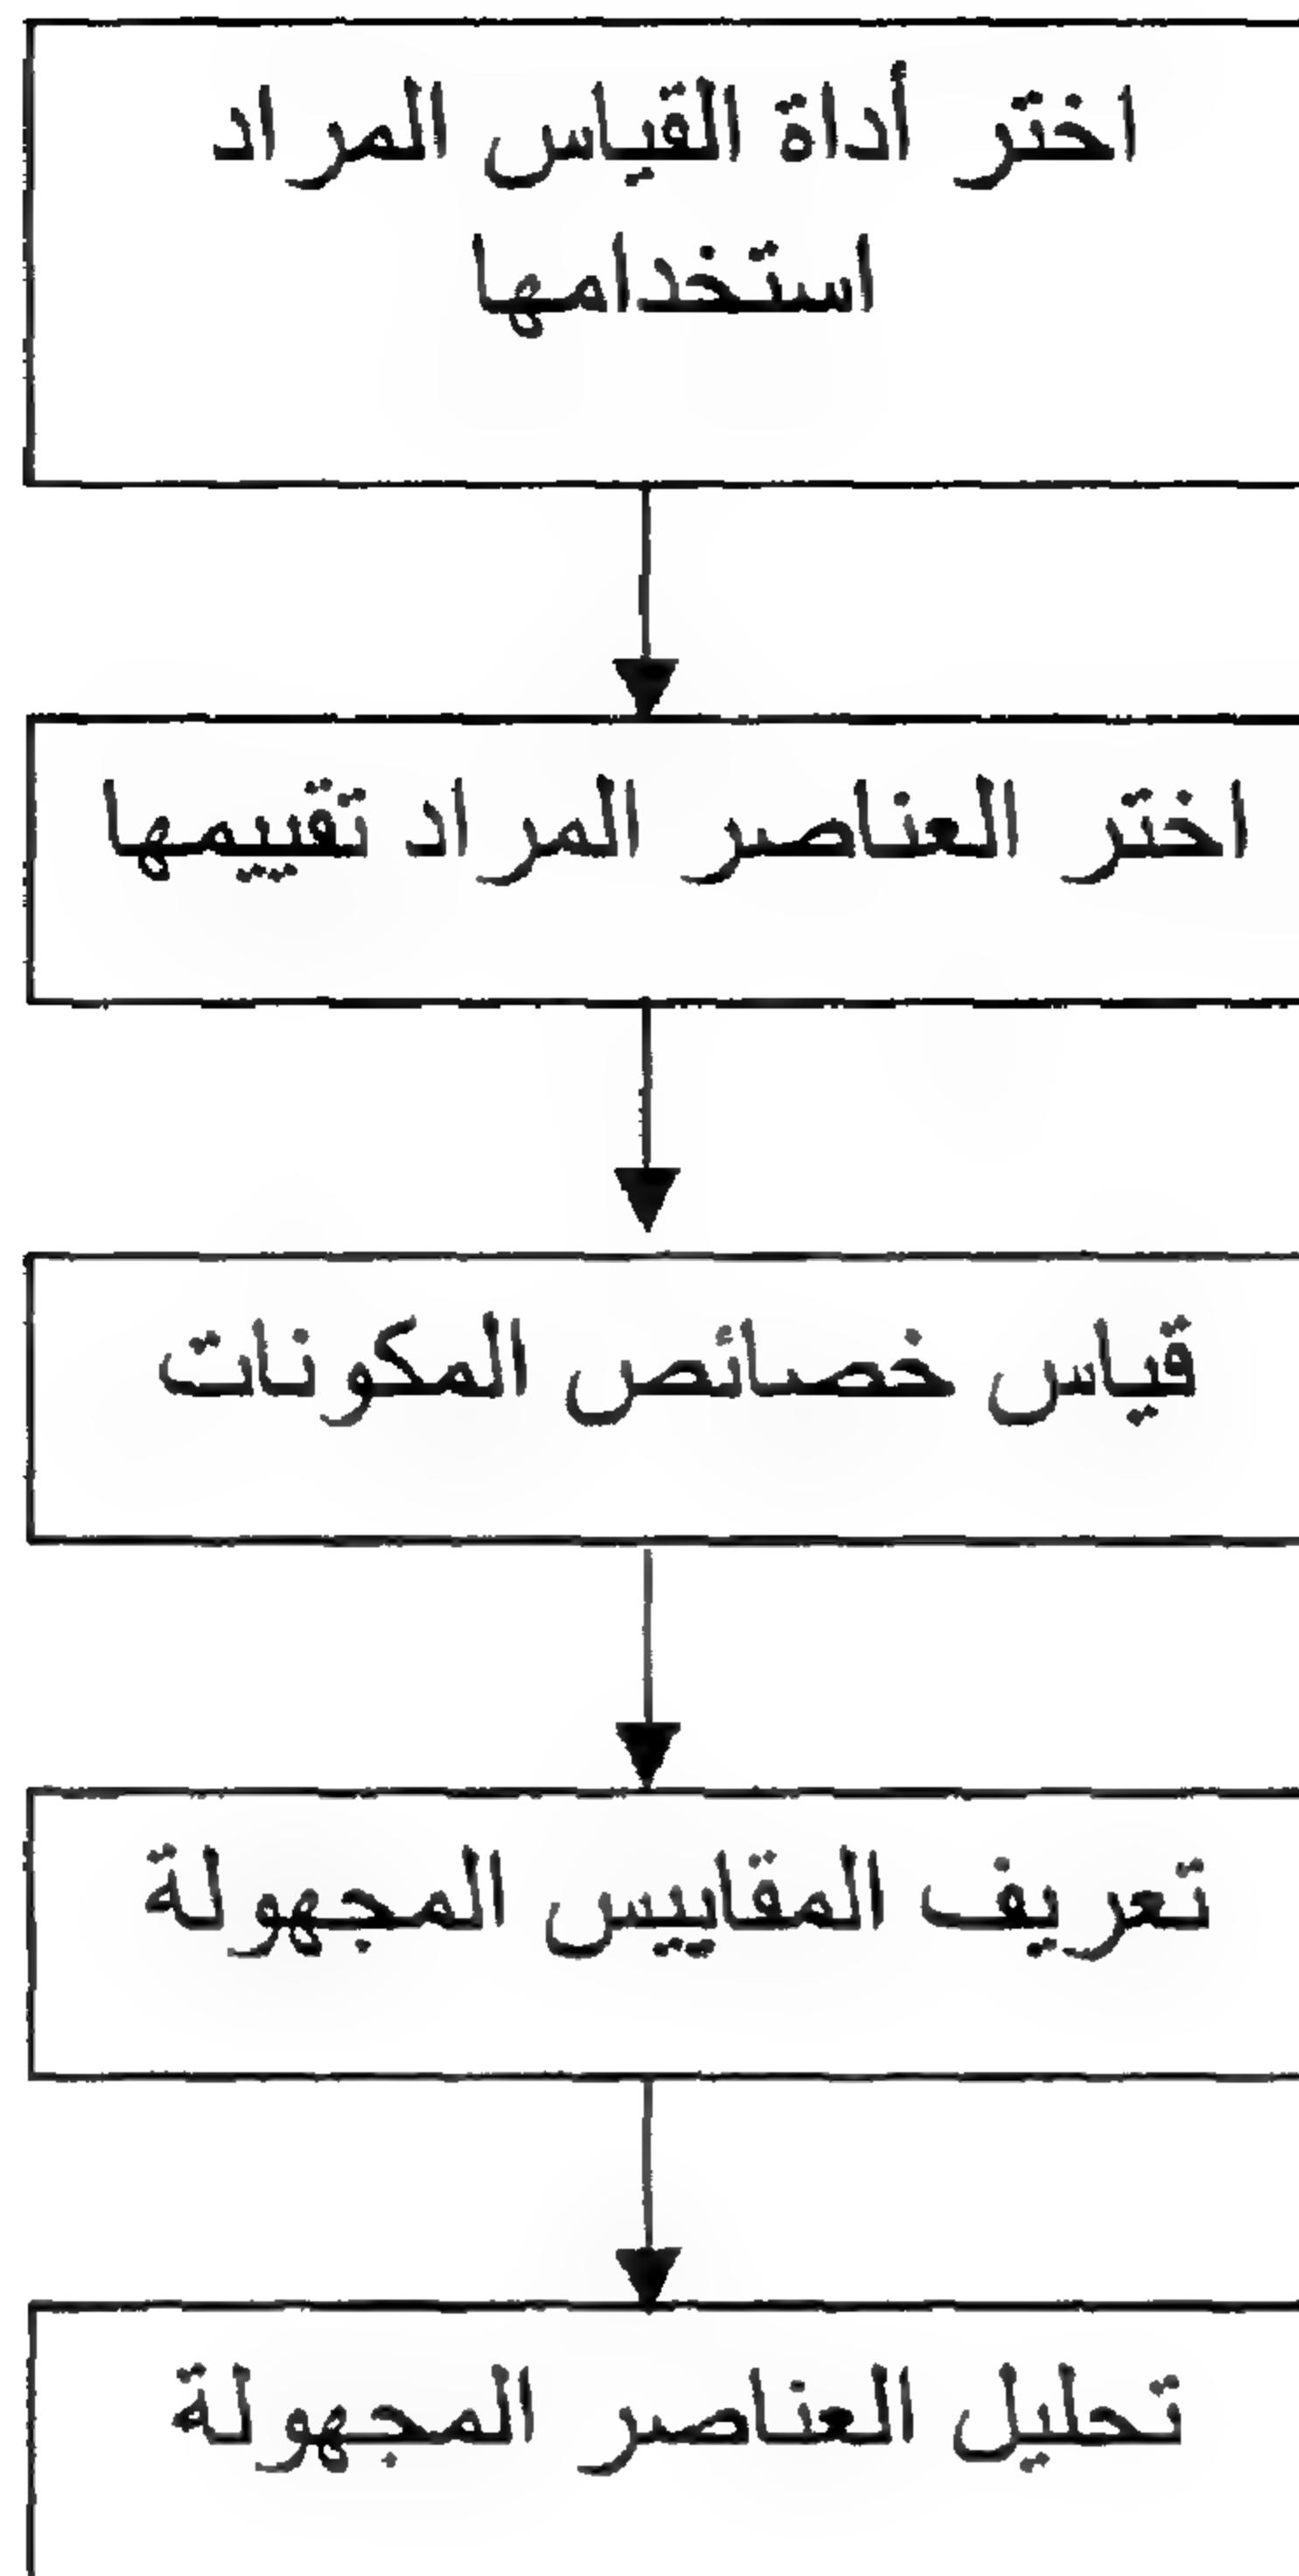 اختر أداة القياس المراد
استخدامها
اختر العناصر المراد تقييمها
قياس خصائص المكونات
تعريف المقاييس المجهولة
تحليل العناصر المجهولة